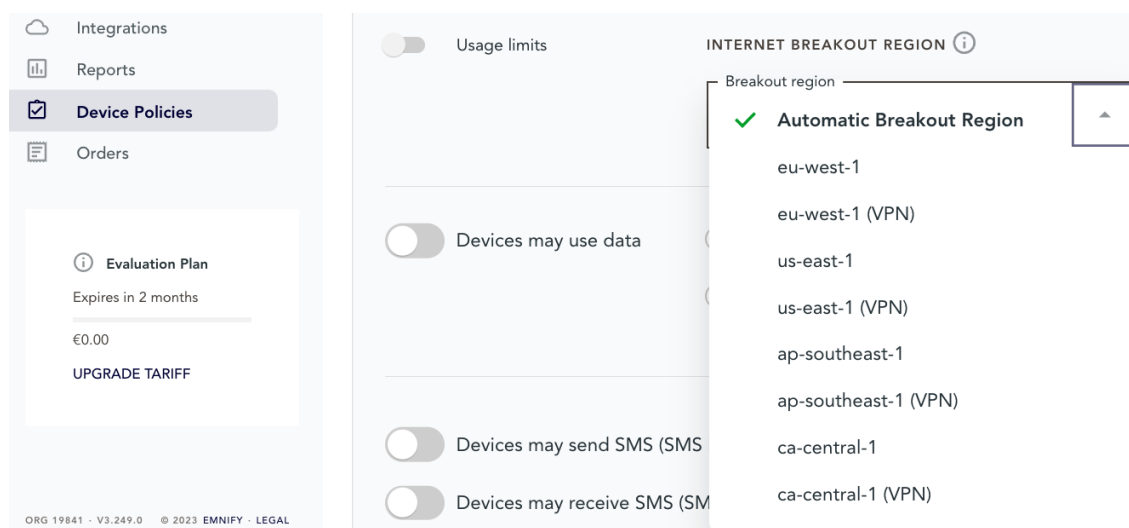 Integrations
Reports
Device Policies
Orders
Evaluation Plan
Expires in 2 months
€0.00
UPGRADE TARIFF
ORG 19841 · V3.249.0 © 2023 EMNIFY · LEGAL
Usage limits
INTERNET BREAKOUT REGION
Breakout region
Automatic Breakout Region
eu-west-1
eu-west-1 (VPN)
us-east-1
us-east-1 (VPN)
ap-southeast-1
ap-southeast-1 (VPN)
ca-central-1
ca-central-1 (VPN)
Devices may use data
Devices may send SMS (SMS
Devices may receive SMS (SM